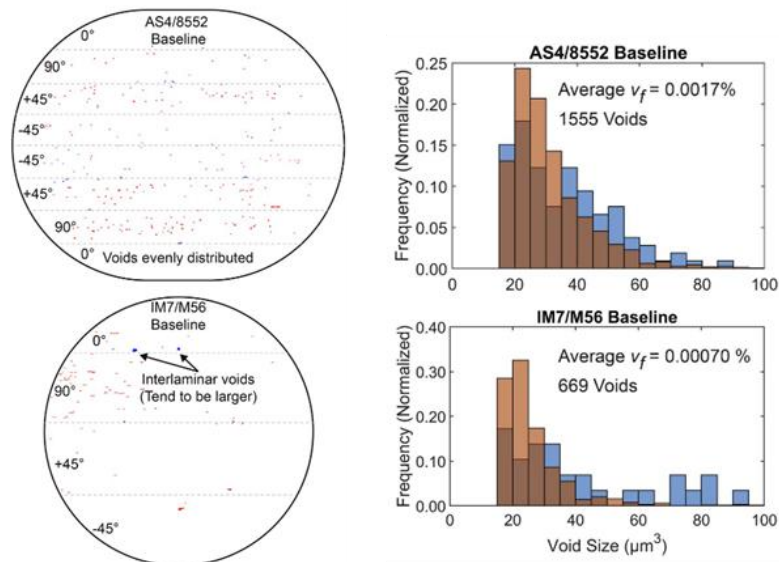 AS4/8552
Baseline
0°
90°
+45°
-45°
-45°
+45°
90°
0°
Voids evenly distributed
AS4/8552 Baseline
Average vf = 0.0017%
1555 Voids
Frequency (Normalized)
0.25
0.20
0.15
0.10
0.05
0.00
0 20 40 60 80 100
IM7/M56
Baseline
0°
Interlaminar voids
(Tend to be larger)
90°
+45°
-45°
IM7/M56 Baseline
Average vf = 0.00070 %
669 Voids
Frequency (Normalized)
0.40
0.30
0.20
0.10
0.00
0 20 40 60 80 100
Void Size (µm³)